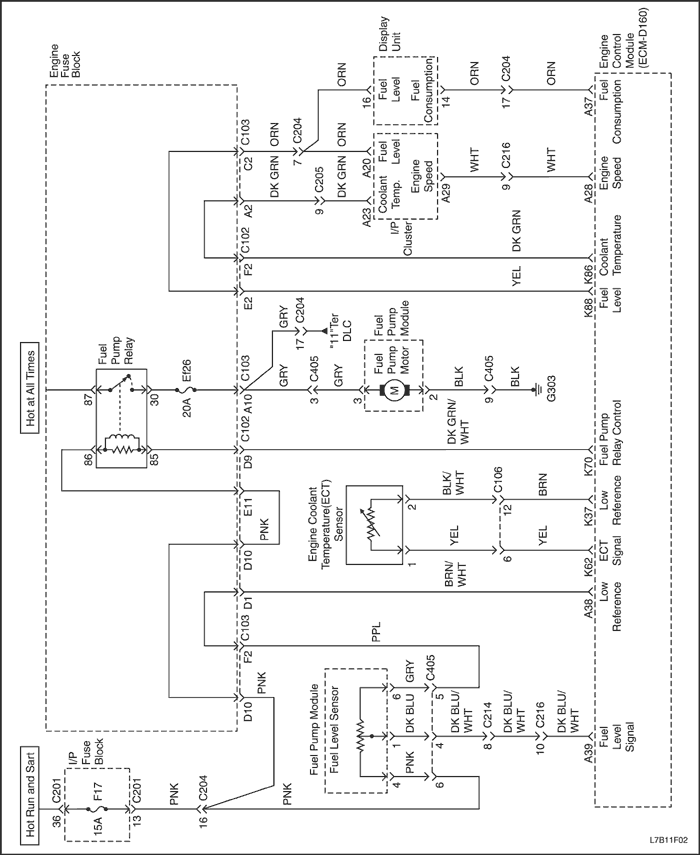 Hot at All Times
Fuel
Pump
Relay
87
30
86
85
20A
Ef26
Engine
Fuse
Block
C2
C103
ORN
7
C204
ORN
ORN
A2
DK GRN
9
C205
DK GRN
F2
C102
E2
A10
C103
GRY
17
C204
"11"Ter
DLC
GRY
3
C405
GRY
3
Fuel
Pump
Motor
Fuel
Pump
Module
M
2
BLK
9
C405
BLK
G303
D9
C102
DK GRN/
WHT
E11
PNK
D10
D1
BRN/
WHT
F2
C103
PPL
D10
PNK
16
Display
Unit
Fuel
Level
Fuel
Consumption
14
ORN
17
C204
ORN
A37
Fuel
Consumption
A20
A23
Fuel
Level
Coolant
Temp.
Engine
Speed
I/P
Cluster
A29
WHT
9
C216
WHT
A28
Engine
Speed
DK GRN
K86
Coolant
Temperature
YEL
K88
Fuel
Level
K70
Fuel Pump
Relay Control
Engine Coolant
Temperature(ECT)
Sensor
2
BLK/
WHT
12
C106
BRN
K37
Low
Reference
1
YEL
6
YEL
K62
ECT
Signal
A38
Low
Reference
Engine
Control
Module
(ECM-D160)
Hot Run and Sart
36
C201
15A
F17
I/P
Fuse
Block
13
C201
PNK
16
C204
PNK
Fuel Pump Module
Fuel Level Sensor
6
GRY
5
C405
1
DK BLU
4
DK BLU/
WHT
8
C214
DK BLU/
WHT
10
C216
DK BLU/
WHT
A39
Fuel
Level
Signal
4
PNK
6
L7B11F02